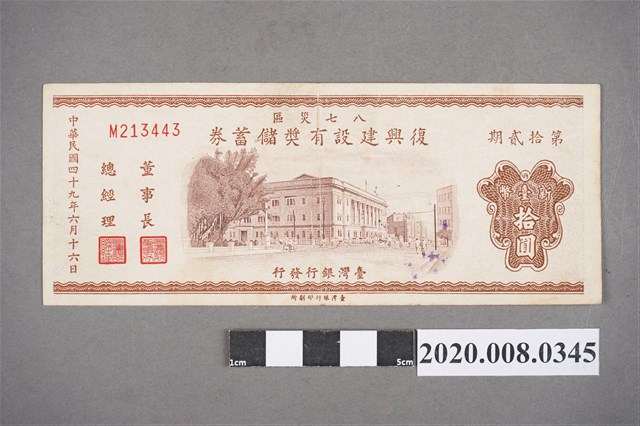 八七災區
復興建設有獎儲蓄券
第拾貳期
新臺幣
拾圓
M213443
董事長
總經理
中華民國四十九年六月十六日
臺灣銀行發行
臺灣銀行印刷所
1cm
5cm
2020.008.0345